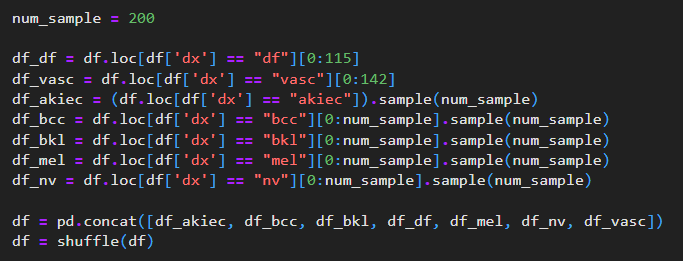 num_sample = 200
df_df = df.loc[df['dx'] == "df"][0:115]
df_vasc = df.loc[df['dx'] == "vasc"][0:142]
df_akiec = (df.loc[df['dx'] == "akiec"]).sample(num_sample)
df_bcc = df.loc[df['dx'] == "bcc"][0:num_sample].sample(num_sample)
df_bkl = df.loc[df['dx'] == "bkl"][0:num_sample].sample(num_sample)
df_mel = df.loc[df['dx'] == "mel"][0:num_sample].sample(num_sample)
df_nv = df.loc[df['dx'] == "nv"][0:num_sample].sample(num_sample)
df = pd.concat([df_akiec, df_bcc, df_bkl, df_df, df_mel, df_nv, df_vasc])
df = shuffle(df)